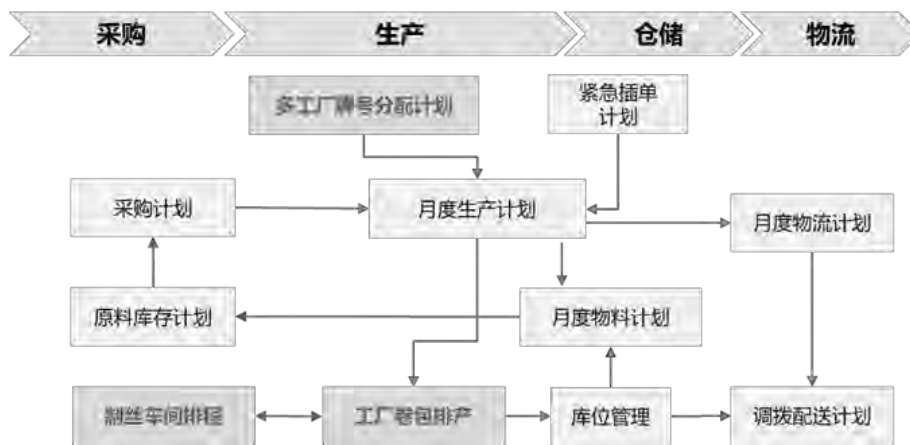 采购
生产
仓储
物流
多工厂牌号分配计划
紧急插单
计划
采购计划
月度生产计划
月度物流计划
原料库存计划
月度物料计划
制丝车间排程
工厂卷包排产
库位管理
调拨配送计划